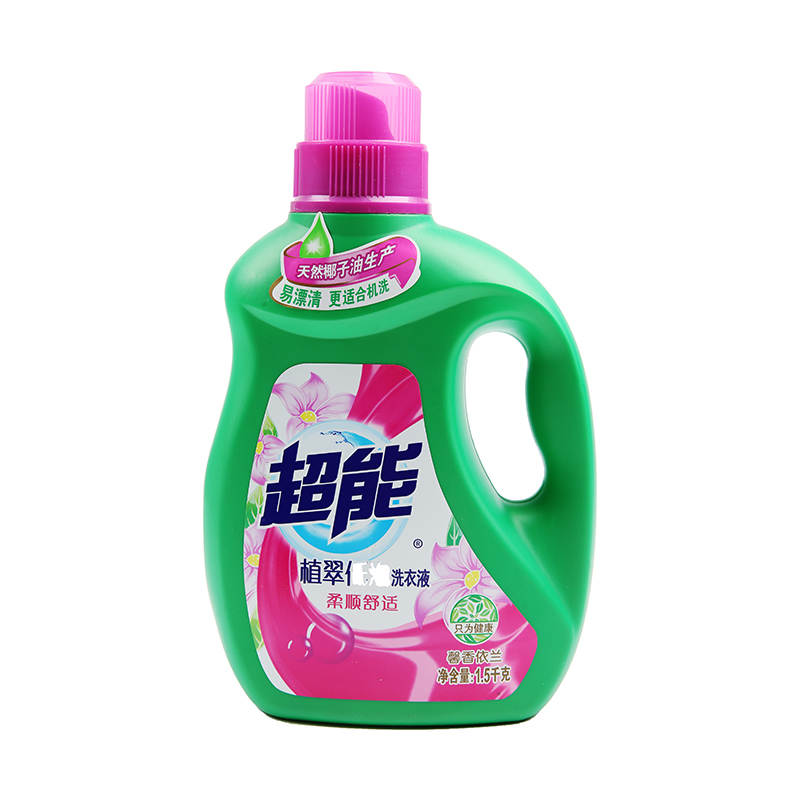 天然椰子油生产
易漂清 更适合机洗
超能
®
植翠 洗衣液
柔顺舒适
只为健康
馨香依兰
净含量:1.5千克